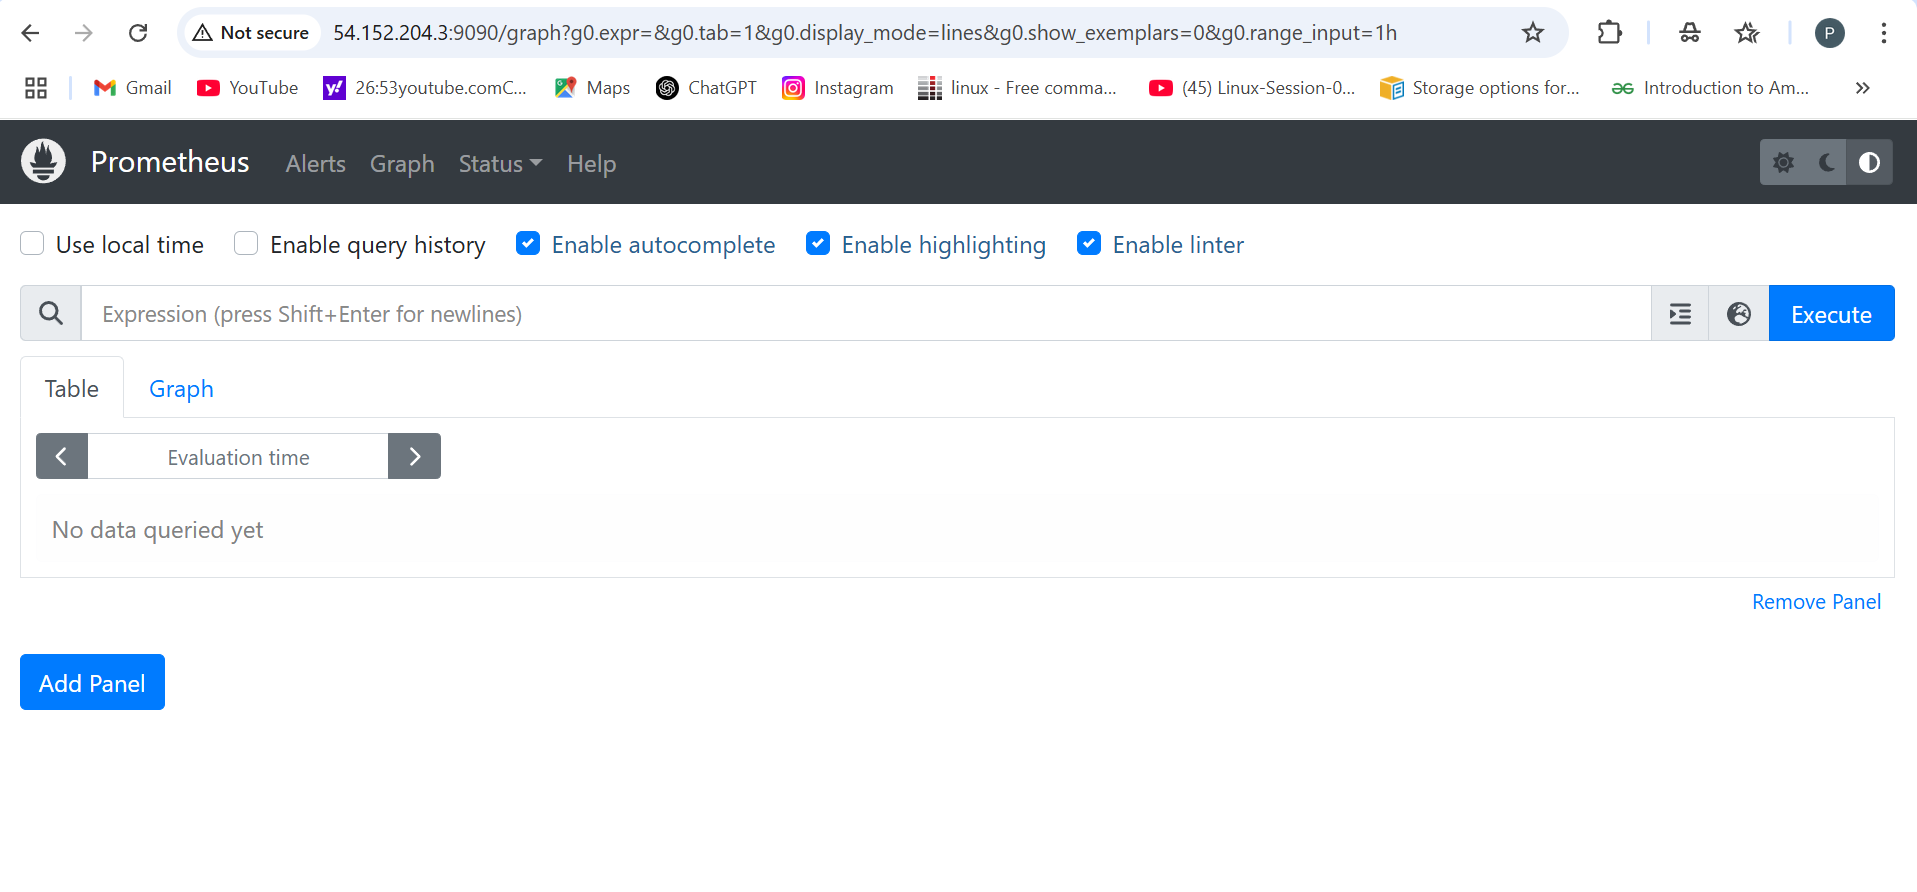 Not secure 54.152.204.3:9090/graph?g0.expr=&g0.tab=1&g0.display_mode=lines&g0.show_exemplars=0&g0.range_input=1h P
Gmail YouTube 26:53youtube.comC... Maps ChatGPT Instagram linux - Free comma... (45) Linux-Session-0... Storage options for... Introduction to Am... »
Prometheus Alerts Graph Status Help
Use local time Enable query history Enable autocomplete Enable highlighting Enable linter
Expression (press Shift+Enter for newlines) Execute
Table Graph
Evaluation time
No data queried yet
Remove Panel
Add Panel